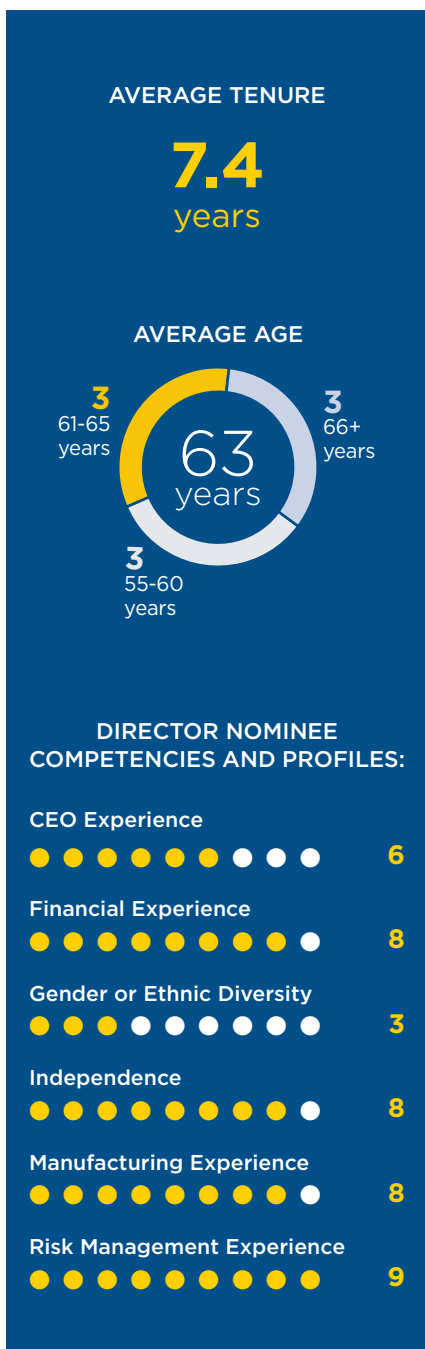 AVERAGE TENURE
7.4
years
AVERAGE AGE
3
61-65
years
63
years
3
66+
years
3
55-60
years
DIRECTOR NOMINEE
COMPETENCIES AND PROFILES:
CEO Experience
6
Financial Experience
8
Gender or Ethnic Diversity
3
Independence
8
Manufacturing Experience
8
Risk Management Experience
9